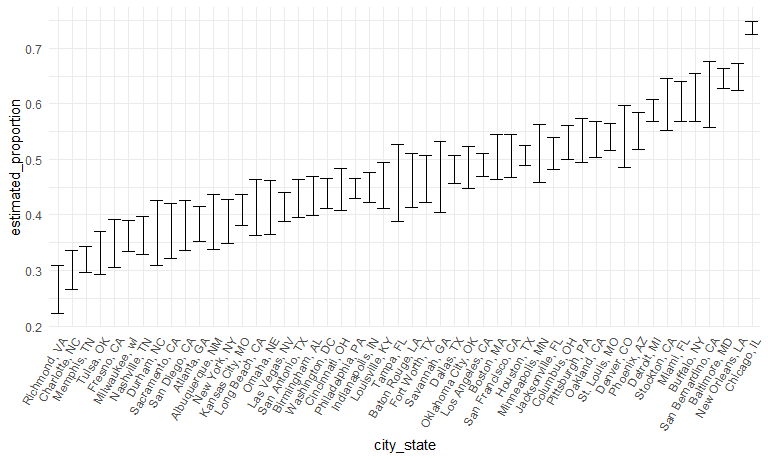 estimated_proportion
0.7
0.6
0.5
0.4
0.3
0.2
Richmond, VA
Charlotte, NC
Memphis, TN
Tulsa, OK
Fresno, CA
Milwaukee, wI
Nashville, TN
Durham, NC
Sacramento, CA
San Diego, CA
Atlanta, GA
Albuquerque, NM
New York, NY
Kansas City, MO
Long Beach, CA
Omaha, NE
Las Vegas, NV
San Antonio, TX
Birmingham, AL
Washington, DC
Cincinnati, OH
Philadelphia, PA
Indianapolis, IN
Louisville, KY
Tampa, FL
Baton Rouge, LA
Fort Worth, TX
Savannah, GA
Dallas, TX
Oklahoma City, OK
Los Angeles, CA
Boston, MA
San Francisco, CA
Houston, TX
Minneapolis, MN
Jacksonville, FL
Columbus, OH
Pittsburgh, PA
Oakland, CA
St. Louis, MO
Denver, CO
Phoenix, AZ
Detroit, MI
Stockton, CA
Miami, FL
Buffalo, NY
San Bernardino, CA
Baltimore, MD
New Orleans, LA
Chicago, IL
city_state